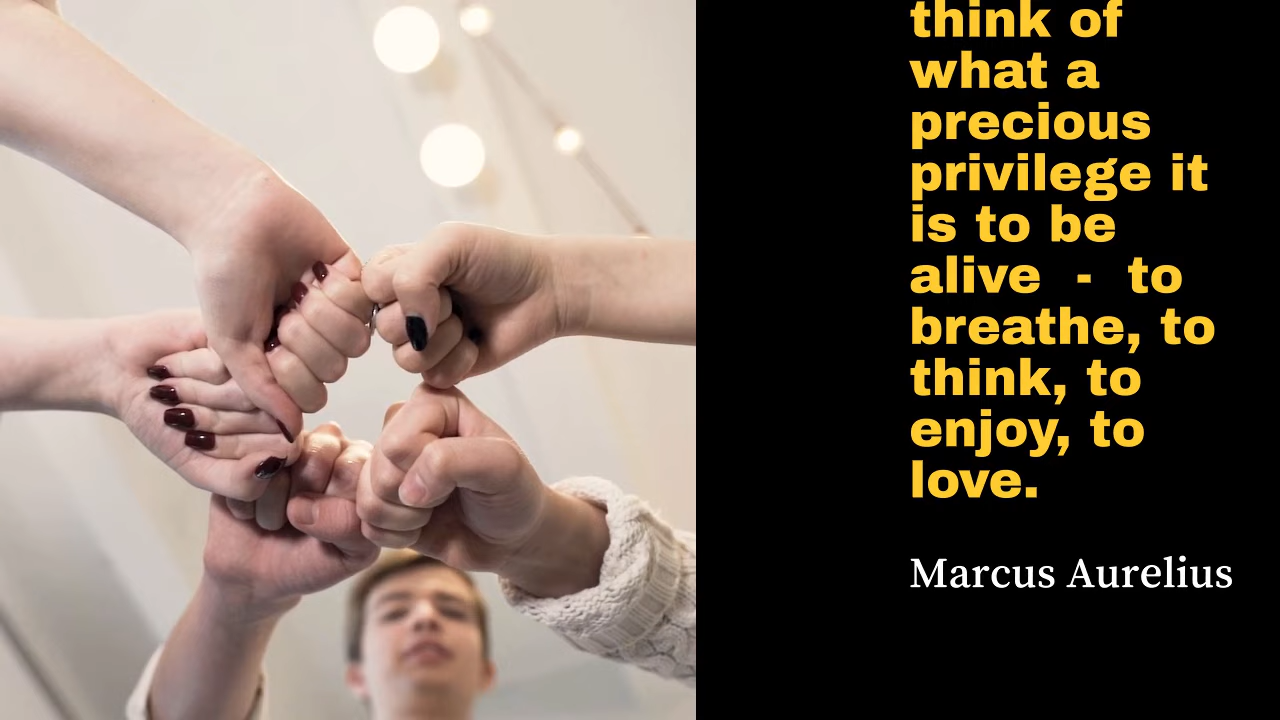 think of
what a
precious
privilege it
is to be
alive - to
breathe, to
think, to
enjoy, to
love.
Marcus Aurelius